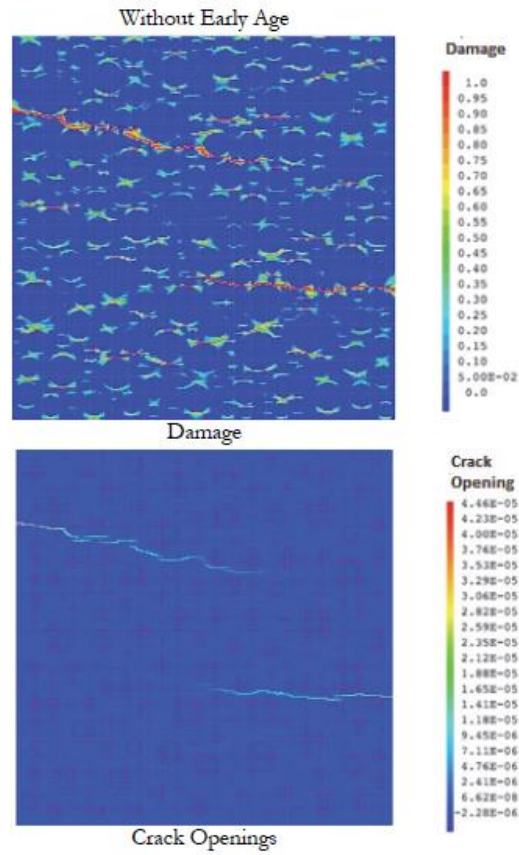 Without Early Age
Damage
1.0
0.95
0.90
0.85
0.80
0.75
0.70
0.65
0.60
0.55
0.50
0.45
0.40
0.35
0.30
0.25
0.20
0.15
0.10
5.00E-02
0.0
Damage
Crack
Opening
4.46E-05
4.23E-05
4.00E-05
3.76E-05
3.53E-05
3.29E-05
3.06E-05
2.82E-05
2.59E-05
2.35E-05
2.12E-05
1.88E-05
1.65E-05
1.41E-05
1.18E-05
9.45E-06
7.11E-06
4.76E-06
2.41E-06
6.62E-08
-2.28E-06
Crack Openings